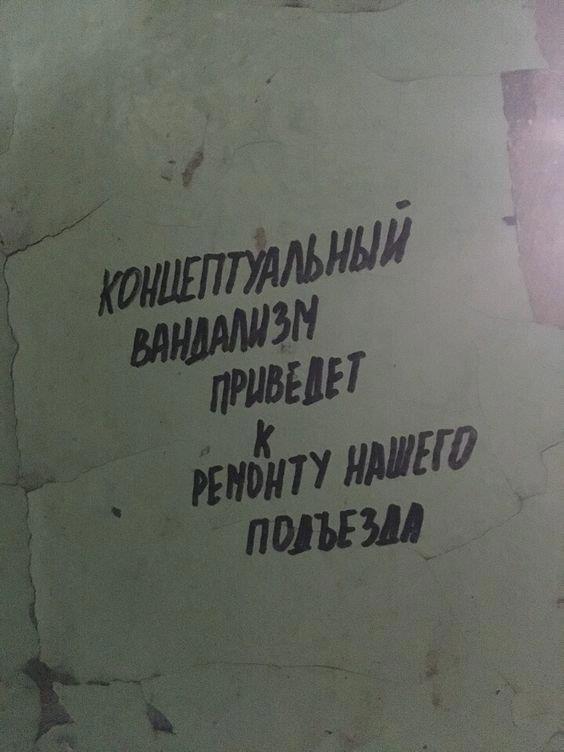 КОНЦЕПТУАЛЬНЫЙ
ВАНДАЛИЗМ
ПРИВЕДЕТ
К
РЕМОНТУ НАШЕГО
ПОДЪЕЗДА